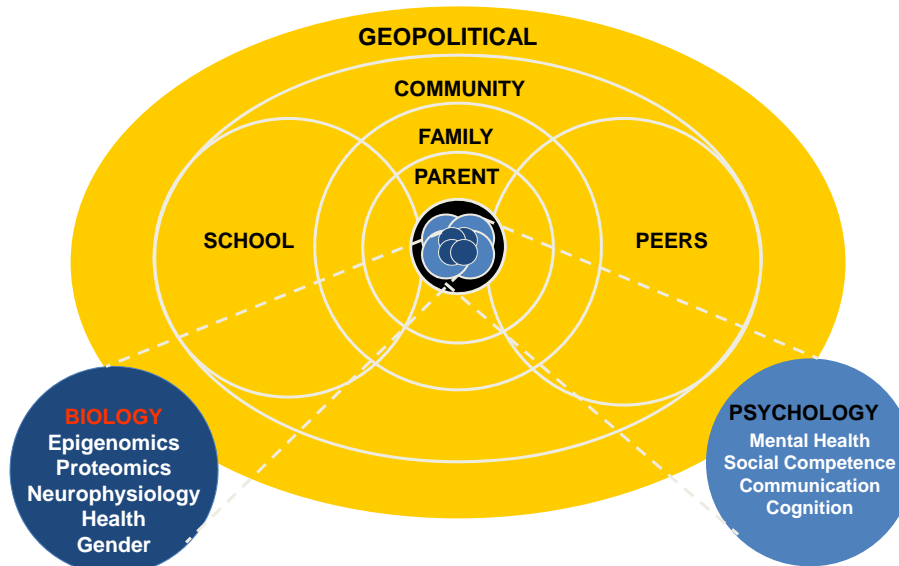 GEOPOLITICAL
COMMUNITY
FAMILY
PARENT
SCHOOL
PEERS
BIOLOGY
Epigenomics
Proteomics
Neurophysiology
Health
Gender
PSYCHOLOGY
Mental Health
Social Competence
Communication
Cognition